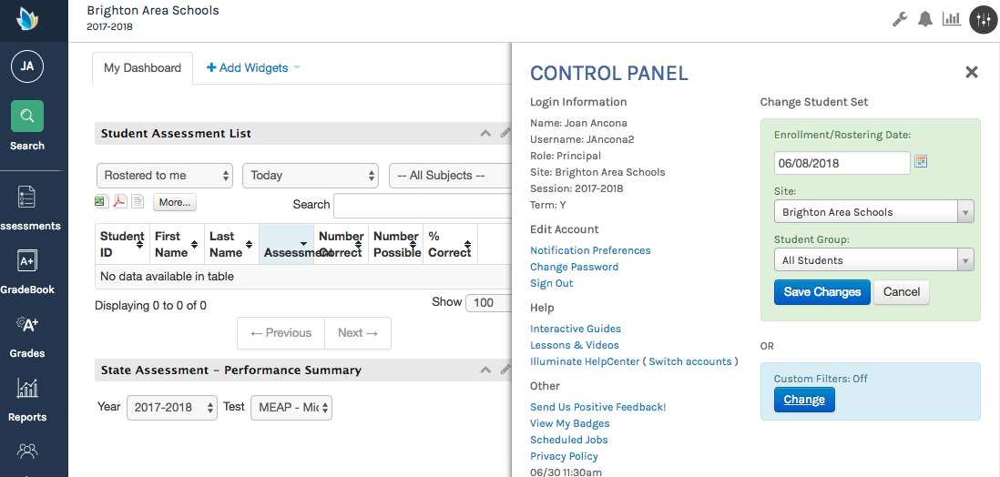 Brighton Area Schools
2017-2018
JA
Search
ssessments
GradeBook
A+
Grades
Reports
My Dashboard
Add Widgets
Student Assessment List
Rostered to me
Today
-- All Subjects --
More...
Search
Student ID
First Name
Last Name
Assessment
Number Correct
Number Possible
% Correct
No data available in table
Displaying 0 to 0 of 0
Show 100
← Previous
Next →
State Assessment – Performance Summary
Year 2017-2018 Test MEAP - Mic
CONTROL PANEL
Login Information
Name: Joan Ancona
Username: JAncona2
Role: Principal
Site: Brighton Area Schools
Session: 2017-2018
Term: Y
Edit Account
Notification Preferences
Change Password
Sign Out
Help
Interactive Guides
Lessons & Videos
Illuminate HelpCenter ( Switch accounts )
Other
Send Us Positive Feedback!
View My Badges
Scheduled Jobs
Privacy Policy
06/30 11:30am
Change Student Set
Enrollment/Rostering Date:
06/08/2018
Site:
Brighton Area Schools
Student Group:
All Students
Save Changes
Cancel
OR
Custom Filters: Off
Change